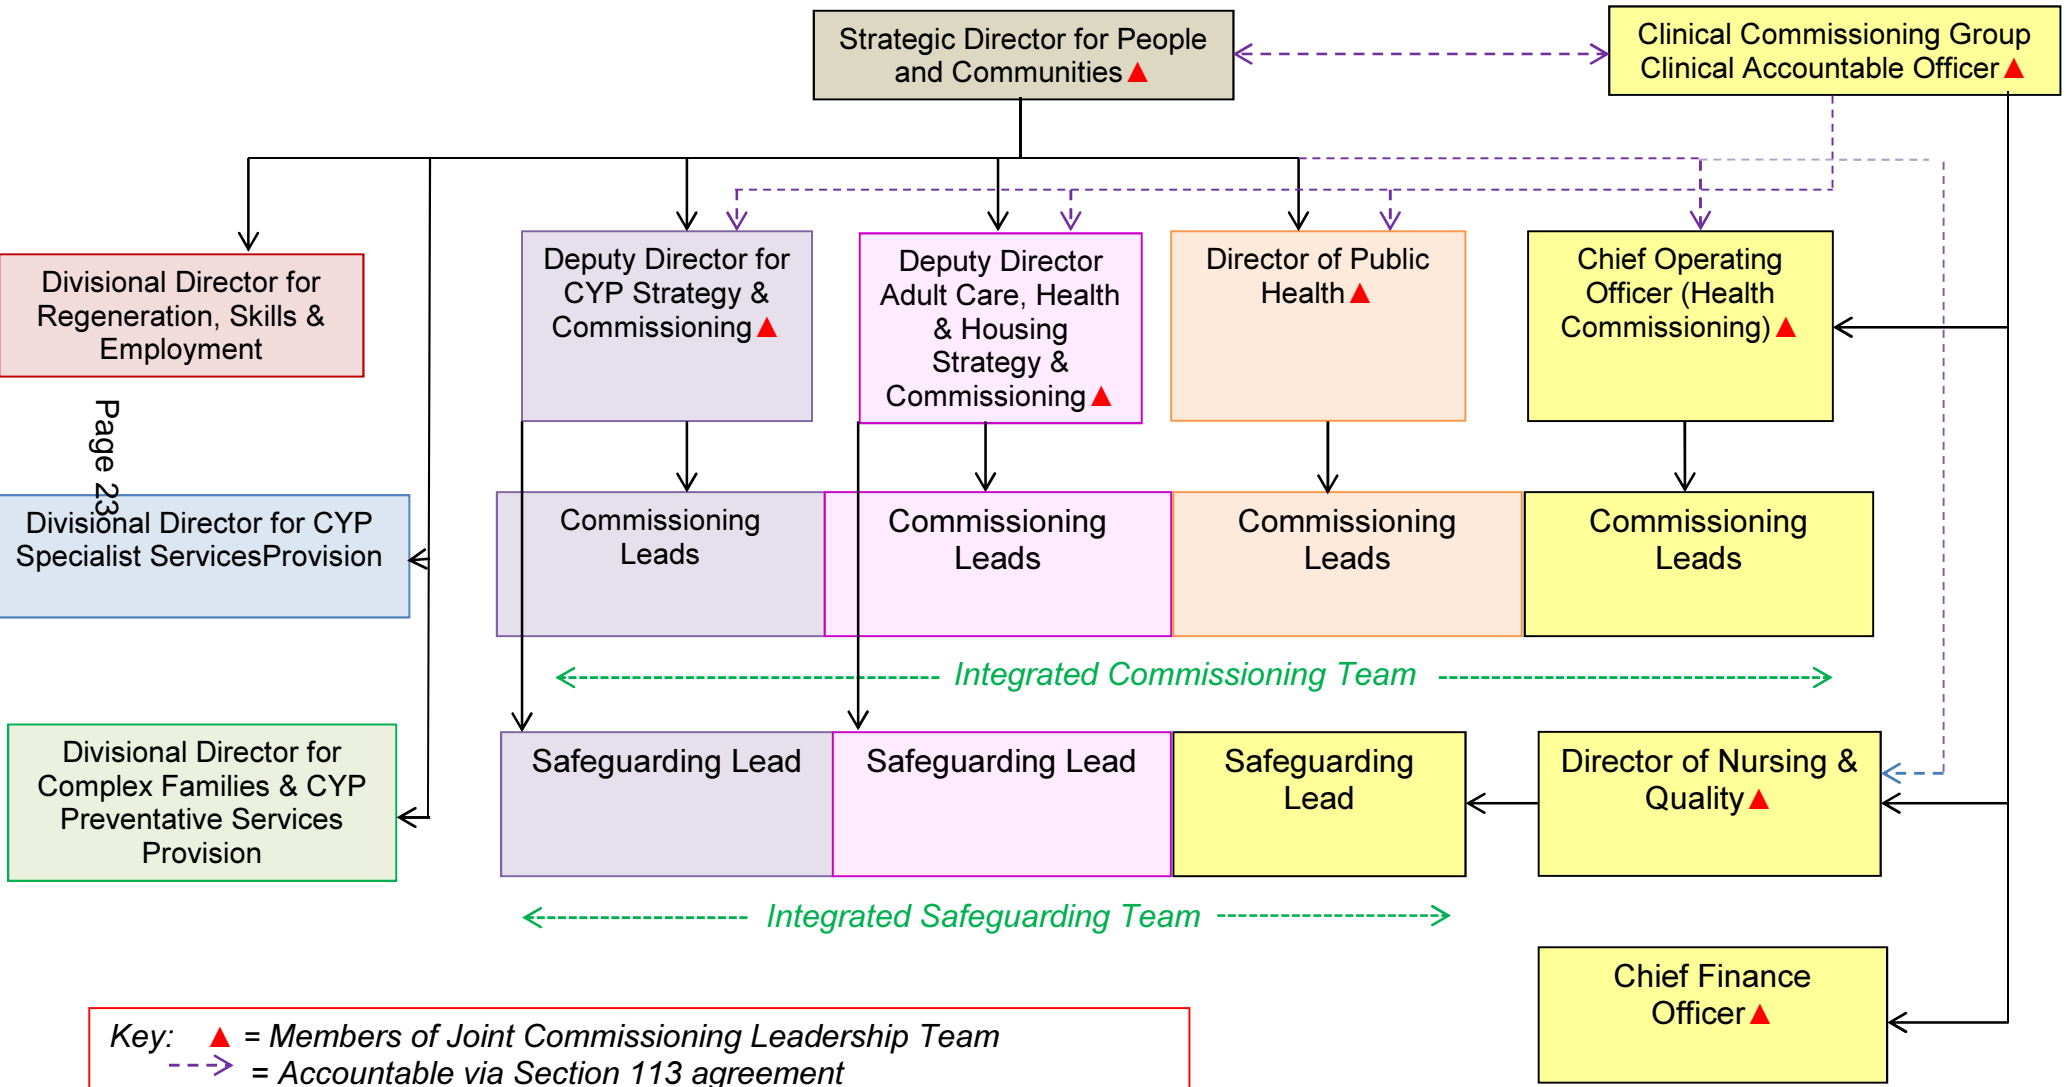 Strategic Director for People
and Communities▲
Clinical Commissioning Group
Clinical Accountable Officer▲
Divisional Director for
Regeneration, Skills &
Employment
Deputy Director for
CYP Strategy &
Commissioning▲
Deputy Director
Adult Care, Health
& Housing
Strategy &
Commissioning▲
Director of Public
Health▲
Chief Operating
Officer (Health
Commissioning)▲
Page 23
Divisional Director for CYP
Specialist ServicesProvision
Commissioning
Leads
Commissioning
Leads
Commissioning
Leads
Commissioning
Leads
Integrated Commissioning Team
Divisional Director for
Complex Families & CYP
Preventative Services
Provision
Safeguarding Lead
Safeguarding Lead
Safeguarding
Lead
Director of Nursing &
Quality▲
Integrated Safeguarding Team
Chief Finance
Officer▲
Key: ▲ = Members of Joint Commissioning Leadership Team
= Accountable via Section 113 agreement